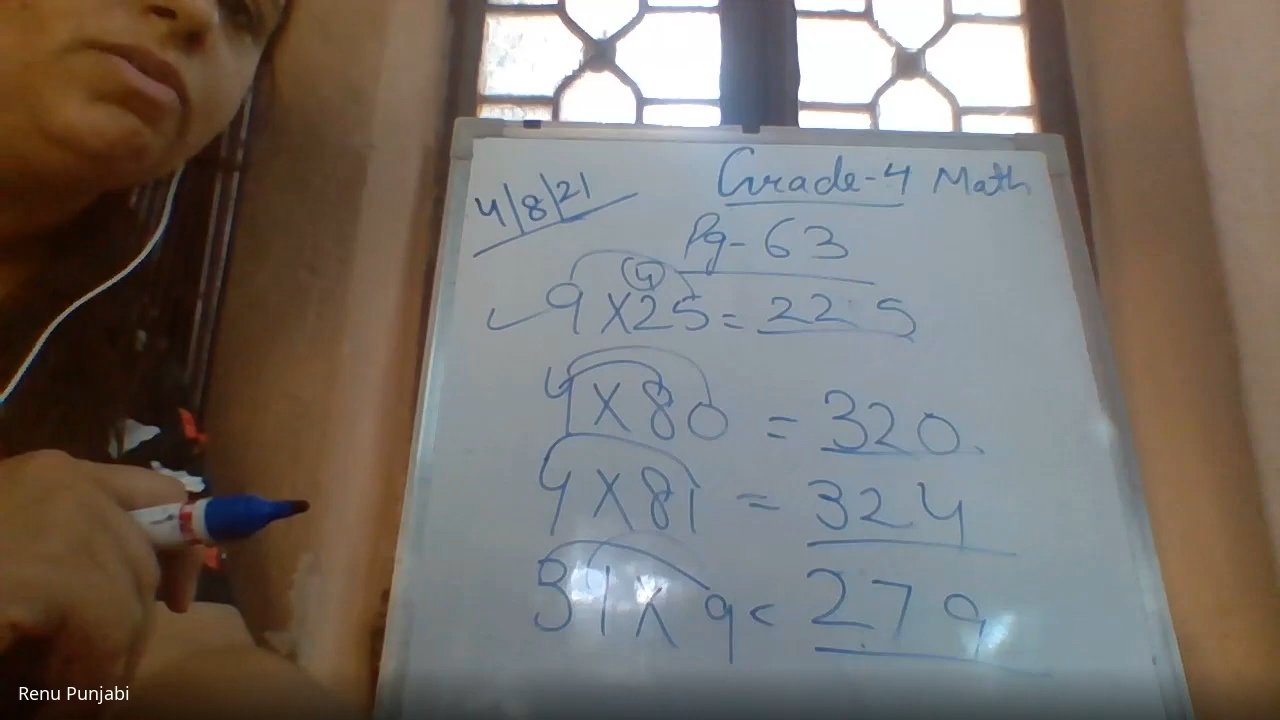 4/8/21
Grade-4 Math
Pg-63
4
9 x 25 = 225
4 x 80 = 320.
4 x 81 = 324
31 x 9 = 279
Renu Punjabi